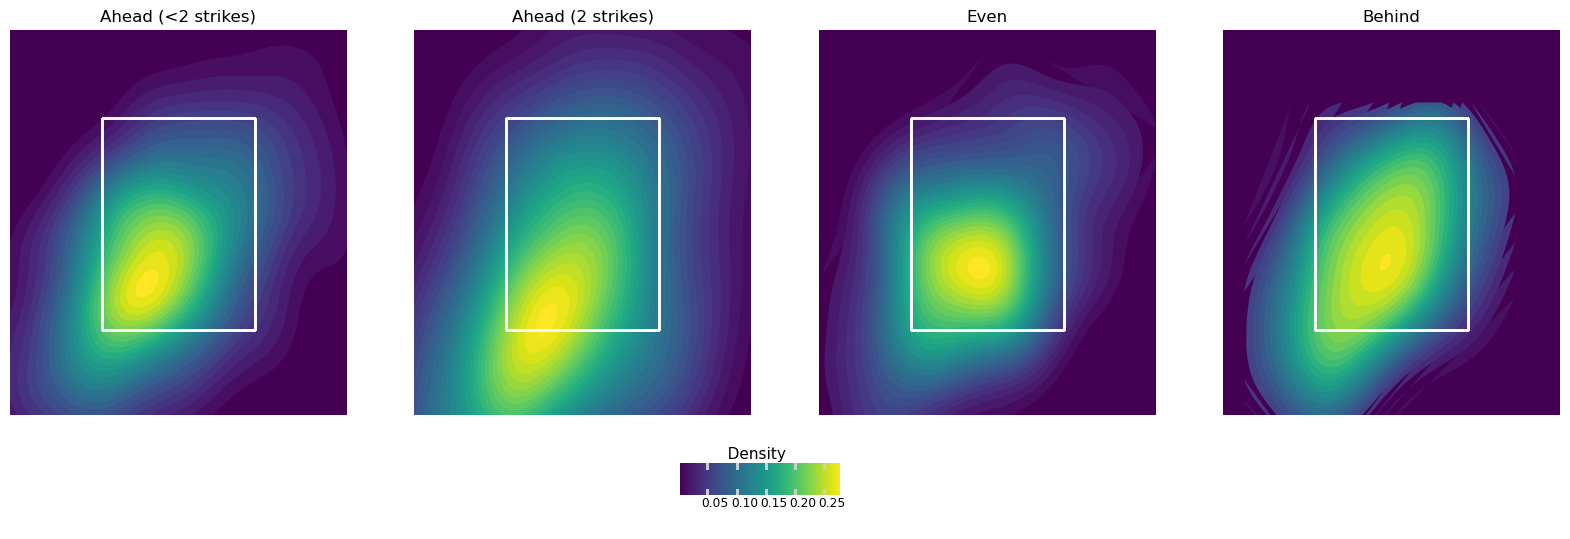 Ahead (<2 strikes)
Ahead (2 strikes)
Even
Behind
Density
0.05 0.10 0.15 0.20 0.25